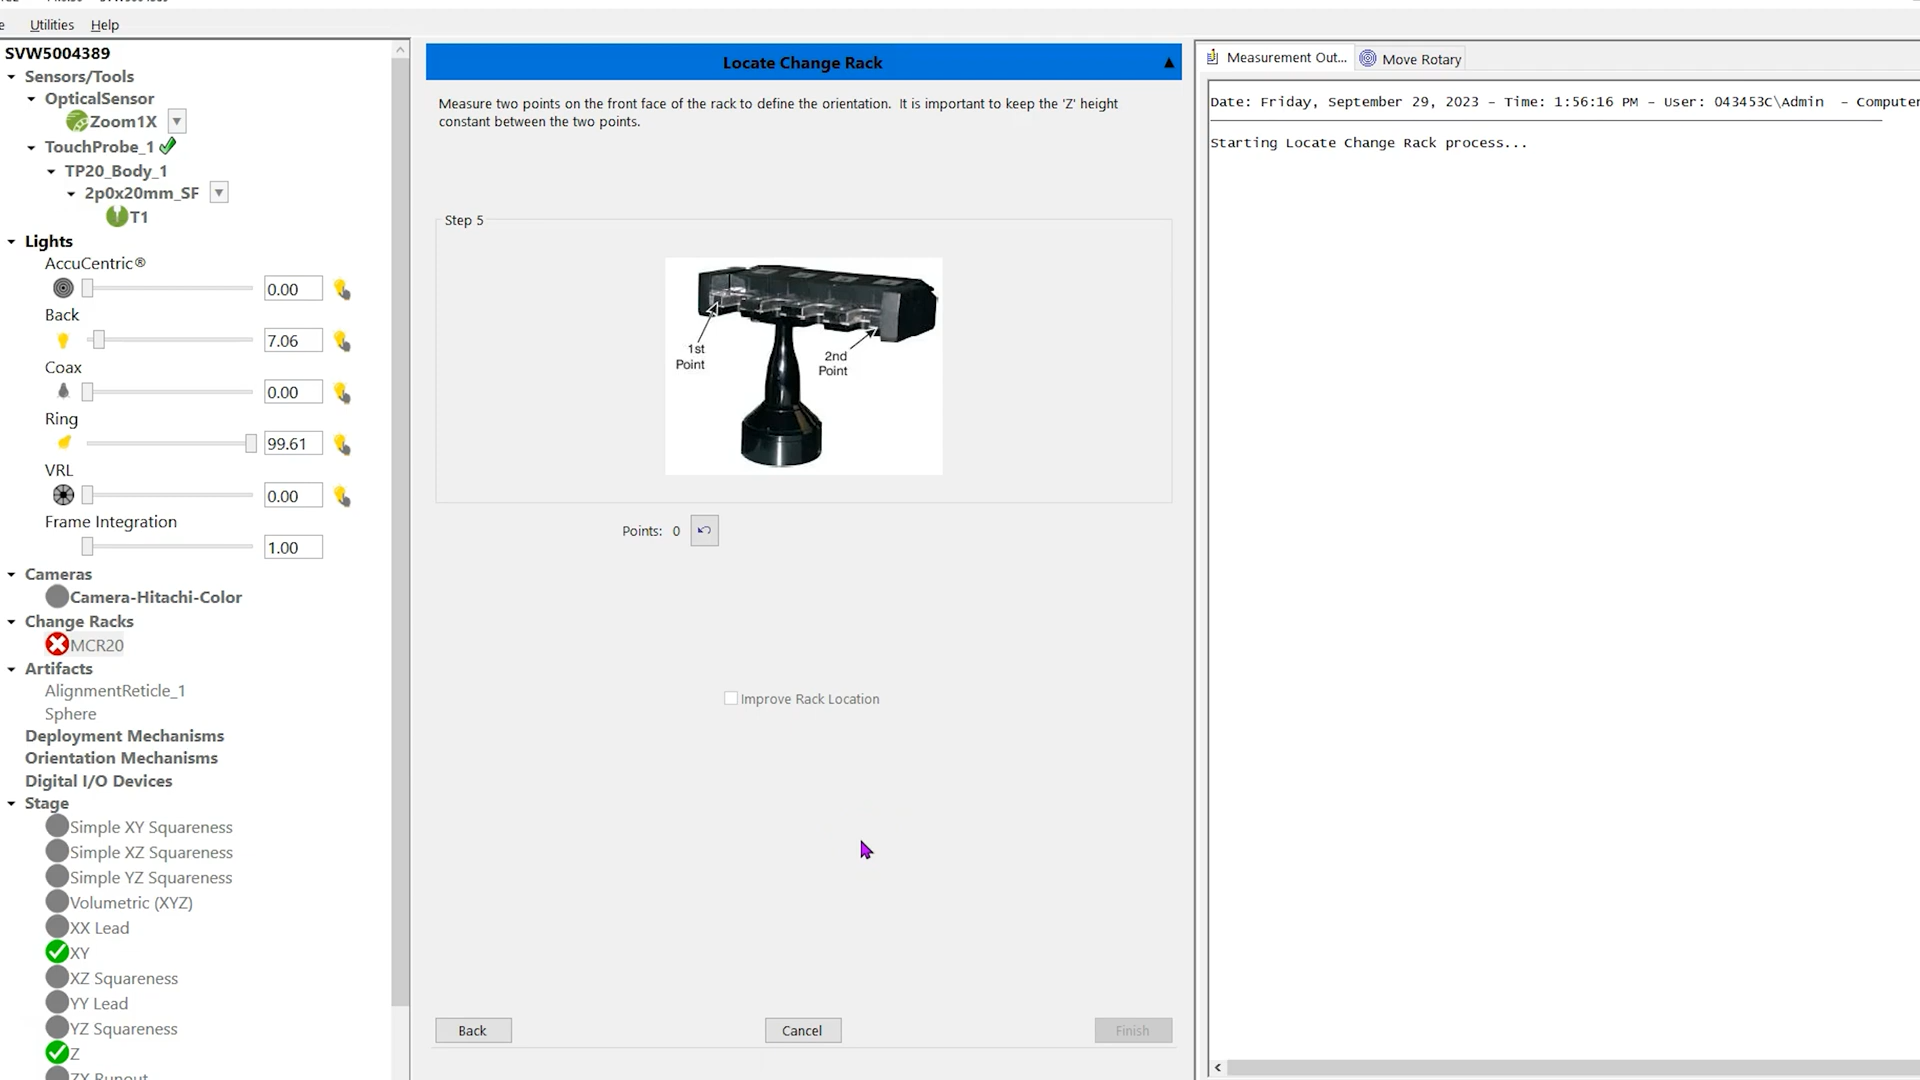 Utilities Help
SVW5004389
Sensors/Tools
OpticalSensor
Zoom1X
TouchProbe_1
TP20_Body_1
2p0x20mm_SF
T1
Lights
AccuCentric®
0.00
Back
7.06
Coax
0.00
Ring
99.61
VRL
0.00
Frame Integration
1.00
Cameras
Camera-Hitachi-Color
Change Racks
MCR20
Artifacts
AlignmentReticle_1
Sphere
Deployment Mechanisms
Orientation Mechanisms
Digital I/O Devices
Stage
Simple XY Squareness
Simple XZ Squareness
Simple YZ Squareness
Volumetric (XYZ)
XX Lead
XY
XZ Squareness
YY Lead
YZ Squareness
Z
ZX Runout
Locate Change Rack
Measure two points on the front face of the rack to define the orientation. It is important to keep the 'Z' height
constant between the two points.
Step 5
1st
Point
2nd
Point
Points: 0
Improve Rack Location
Back Cancel Finish
Measurement Out... Move Rotary
Date: Friday, September 29, 2023 - Time: 1:56:16 PM - User: 043453C\Admin - Computer
Starting Locate Change Rack process...